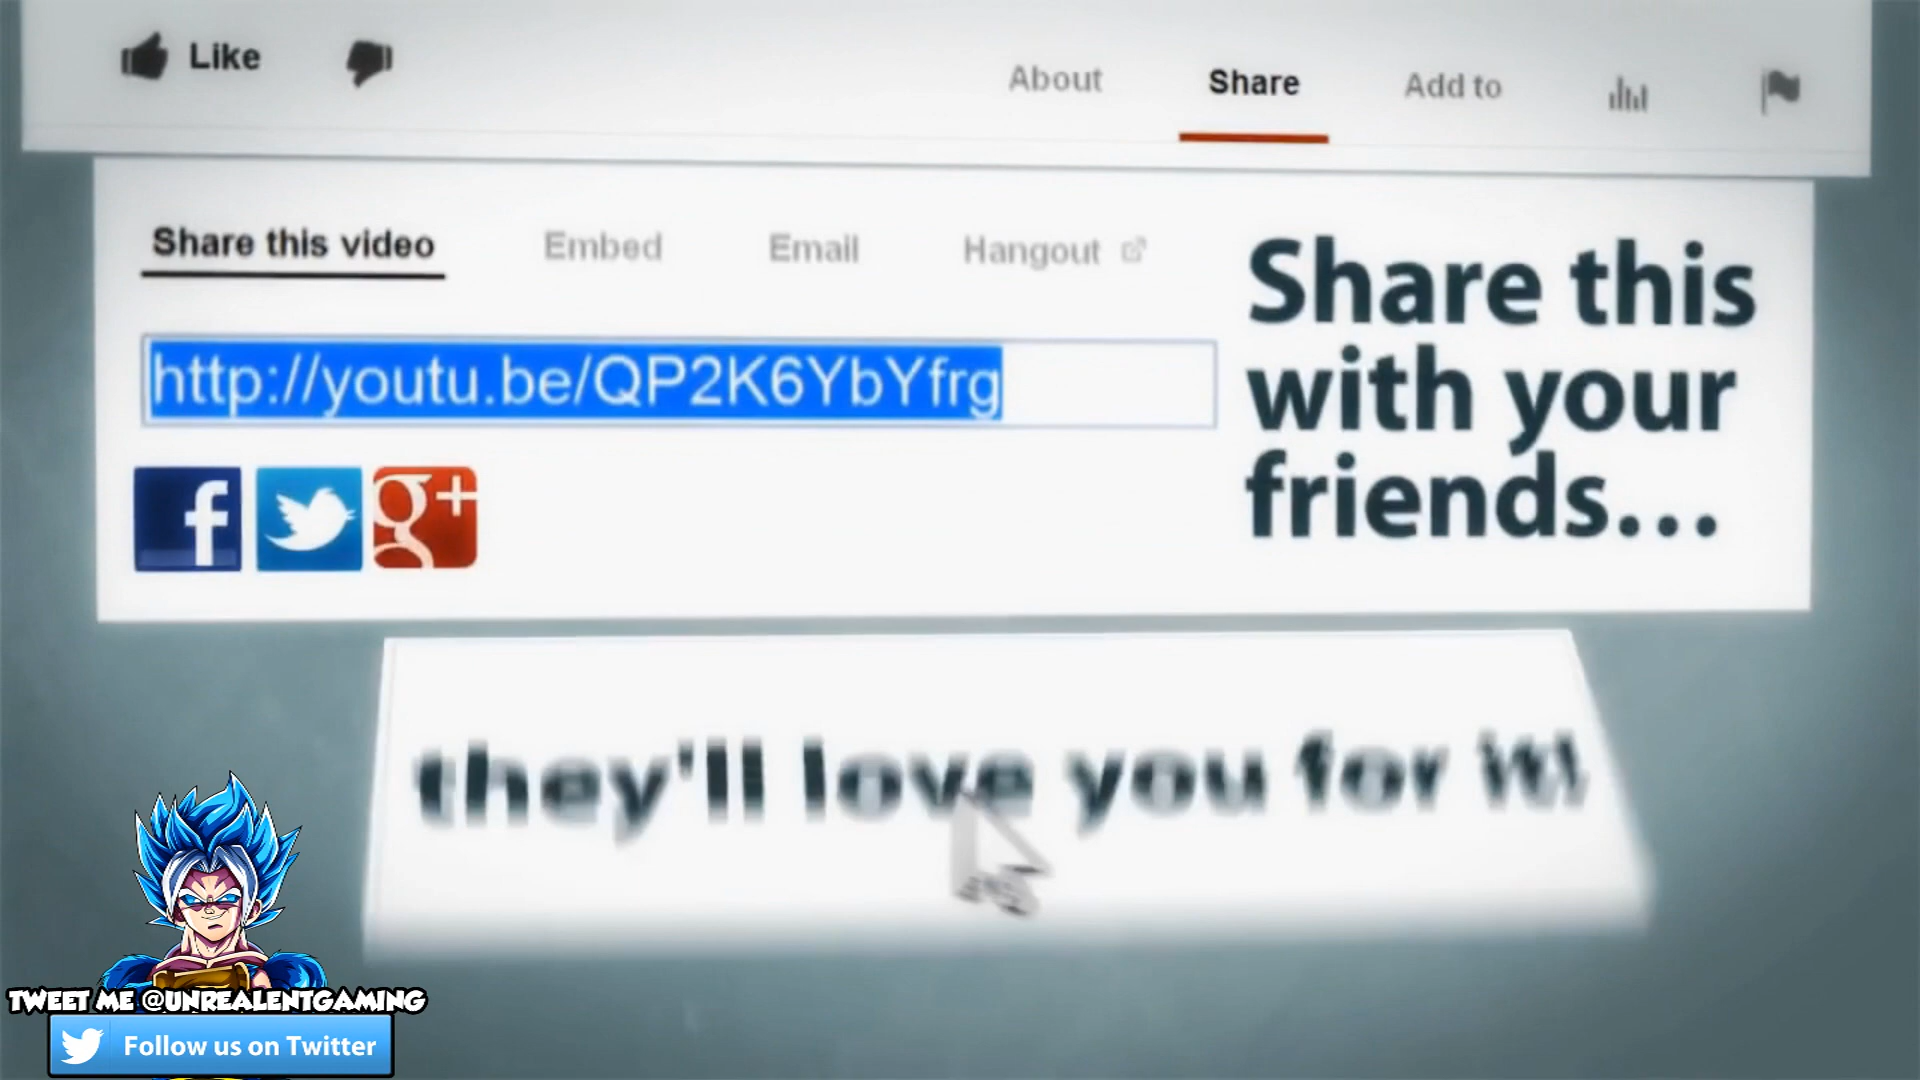 Like
About
Share
Add to
Share this video
Embed
Email
Hangout
http://youtu.be/QP2K6YbYfrg
Share this
with your
friends...
they'll love you for it!
TWEET ME @UNREALENTGAMING
Follow us on Twitter